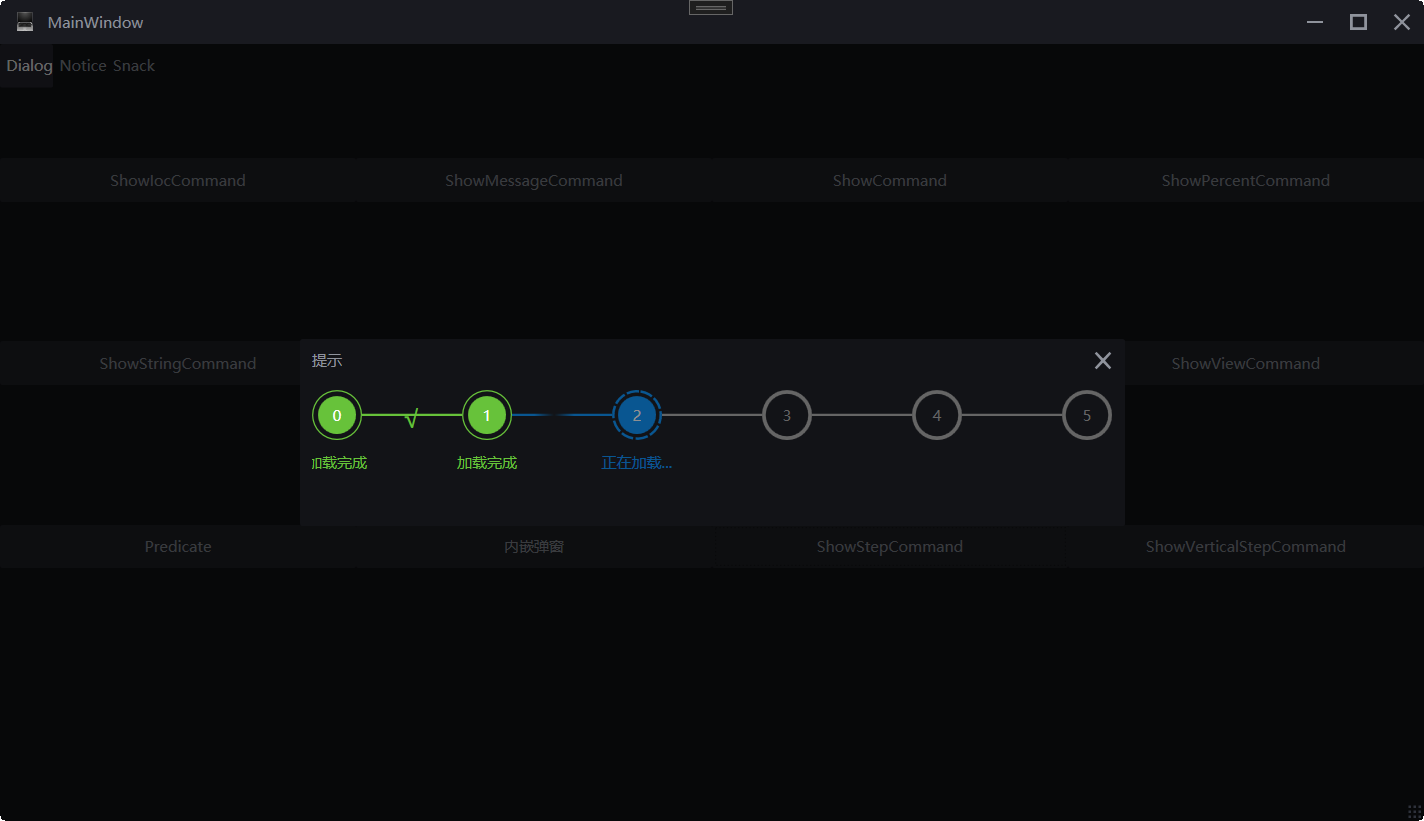 MainWindow
Dialog Notice Snack
ShowIocCommand ShowMessageCommand ShowCommand ShowPercentCommand
ShowStringCommand ShowViewCommand
提示
0 √ 1 2 3 4 5
加载完成 加载完成 正在加载...
Predicate 内嵌弹窗 ShowStepCommand ShowVerticalStepCommand